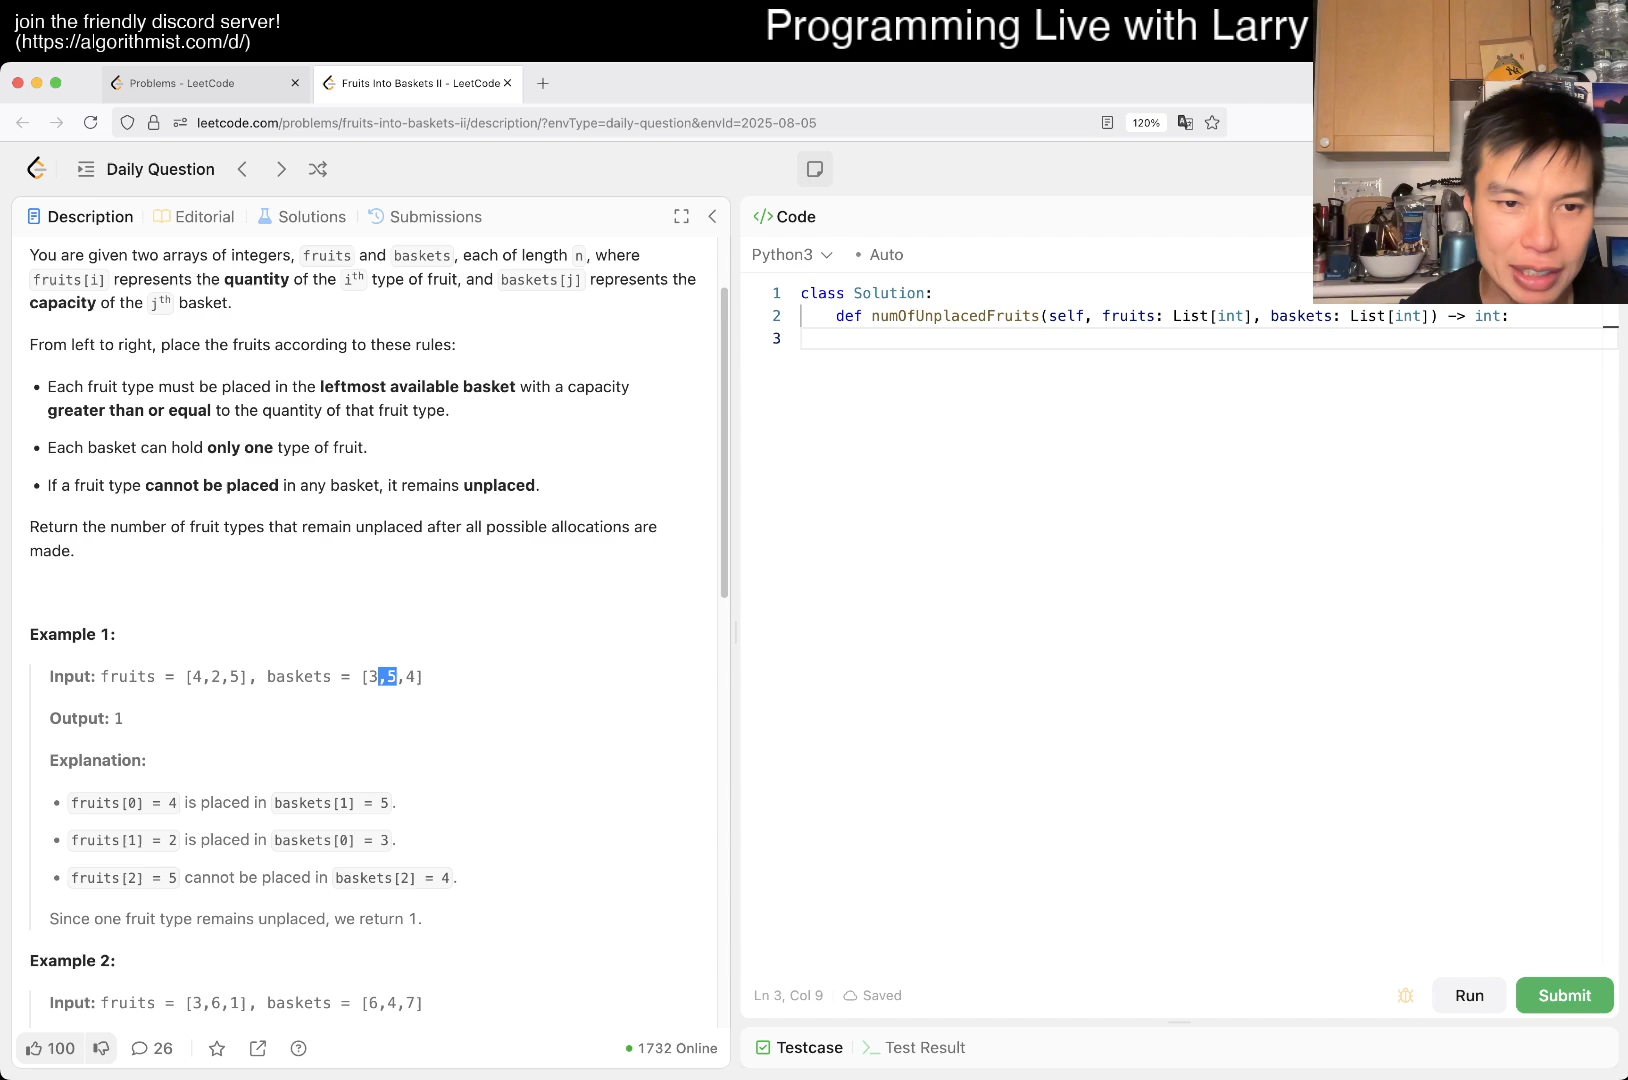 join the friendly discord server!
(https://algorithmist.com/d/)
Programming Live with Larry
Problems - LeetCode
Fruits Into Baskets II - LeetCode
leetcode.com/problems/fruits-into-baskets-ii/description/?envType=daily-question&envId=2025-08-05
120%
Daily Question
Description
Editorial
Solutions
Submissions
You are given two arrays of integers, fruits and baskets, each of length n, where
fruits[i] represents the quantity of the ith type of fruit, and baskets[j] represents the
capacity of the jth basket.
From left to right, place the fruits according to these rules:
• Each fruit type must be placed in the leftmost available basket with a capacity
greater than or equal to the quantity of that fruit type.
• Each basket can hold only one type of fruit.
• If a fruit type cannot be placed in any basket, it remains unplaced.
Return the number of fruit types that remain unplaced after all possible allocations are
made.
Example 1:
Input: fruits = [4,2,5], baskets = [3,5,4]
Output: 1
Explanation:
• fruits[0] = 4 is placed in baskets[1] = 5.
• fruits[1] = 2 is placed in baskets[0] = 3.
• fruits[2] = 5 cannot be placed in baskets[2] = 4.
Since one fruit type remains unplaced, we return 1.
Example 2:
Input: fruits = [3,6,1], baskets = [6,4,7]
100
26
1732 Online
</> Code
Python3
• Auto
1 class Solution:
2 def numOfUnplacedFruits(self, fruits: List[int], baskets: List[int]) -> int:
3
Ln 3, Col 9
Saved
Run
Submit
Testcase
Test Result